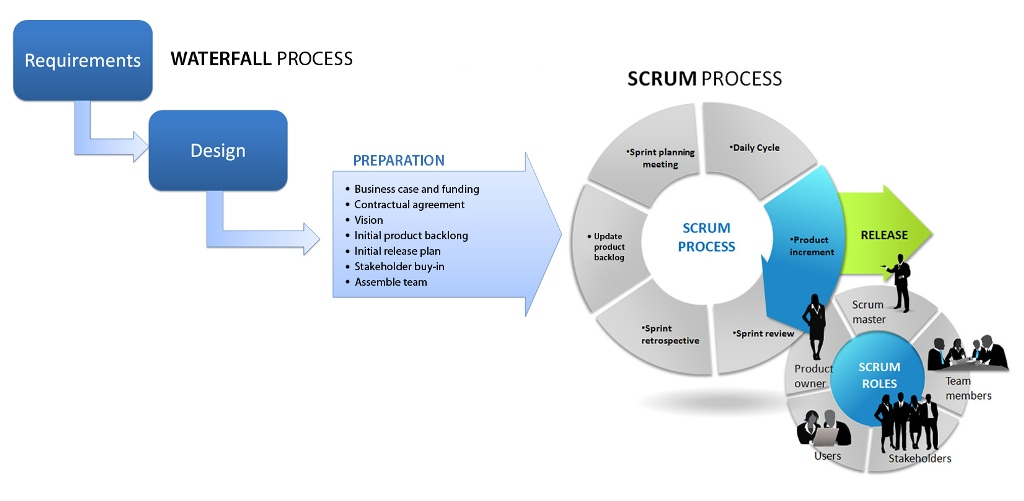 Requirements
WATERFALL PROCESS
Design
PREPARATION
• Business case and funding
• Contractual agreement
• Vision
• Initial product backlong
• Initial release plan
• Stakeholder buy-in
• Assemble team
SCRUM PROCESS
•Sprint planning
meeting
•Daily Cycle
• Update
product
backlog
SCRUM
PROCESS
•Product
increment
•Sprint
retrospective
•Sprint review
RELEASE
Scrum
master
Product
owner
SCRUM
ROLES
Team
members
Users
Stakeholders